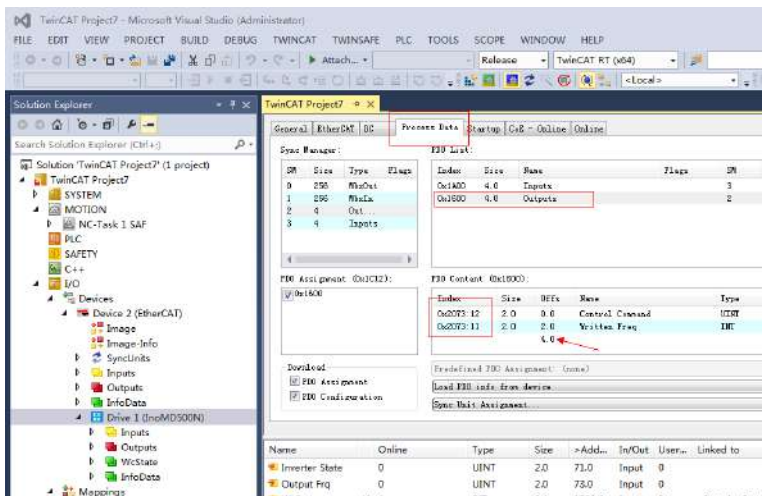 TwinCAT Project7 - Microsoft Visual Studio (Administrator)
FILE EDIT VIEW PROJECT BUILD DEBUG TWINCAT TWINSAFE PLC TOOLS SCOPE WINDOW HELP
Attach... Release TwinCAT RT (x64)
<Local>
Solution Explorer
TwinCAT Project7
General EtherCAT DC Process Data Startup CoE - Online Online
Search Solution Explorer (Ctrl+;)
Sync Manager: PDO List:
Solution 'TwinCAT Project7' (1 project)
SM Size Type Flags Index Size Name Flags SM
TwinCAT Project7
0 256 MbxOut 0x1A00 4.0 Inputs 3
SYSTEM
1 256 MbxIn 0x1600 4.0 Outputs 2
MOTION
2 4 Out...
NC-Task 1 SAF
3 4 Inputs
PLC
SAFETY
C++
I/O
PDO Assignment (0x1C12): PDO Content (0x1600):
Devices
0x1600 Index Size Offs Name Type
Device 2 (EtherCAT)
0x2073:12 2.0 0.0 Control Command UINT
Image
0x2073:11 2.0 2.0 Written Freq INT
Image-Info
4.0
SyncUnits
Inputs
Download Predefined PDO Assignment: (none)
Outputs
PDO Assignment Load PDO info from device
InfoData
PDO Configuration Sync Unit Assignment...
Drive 1 (InoMD500N)
Inputs
Outputs
WcState
InfoData
Mappings
Name Online Type Size >Add... In/Out User... Linked to
Inverter State 0 UINT 2.0 71.0 Input 0
Output Frq 0 UINT 2.0 73.0 Input 0